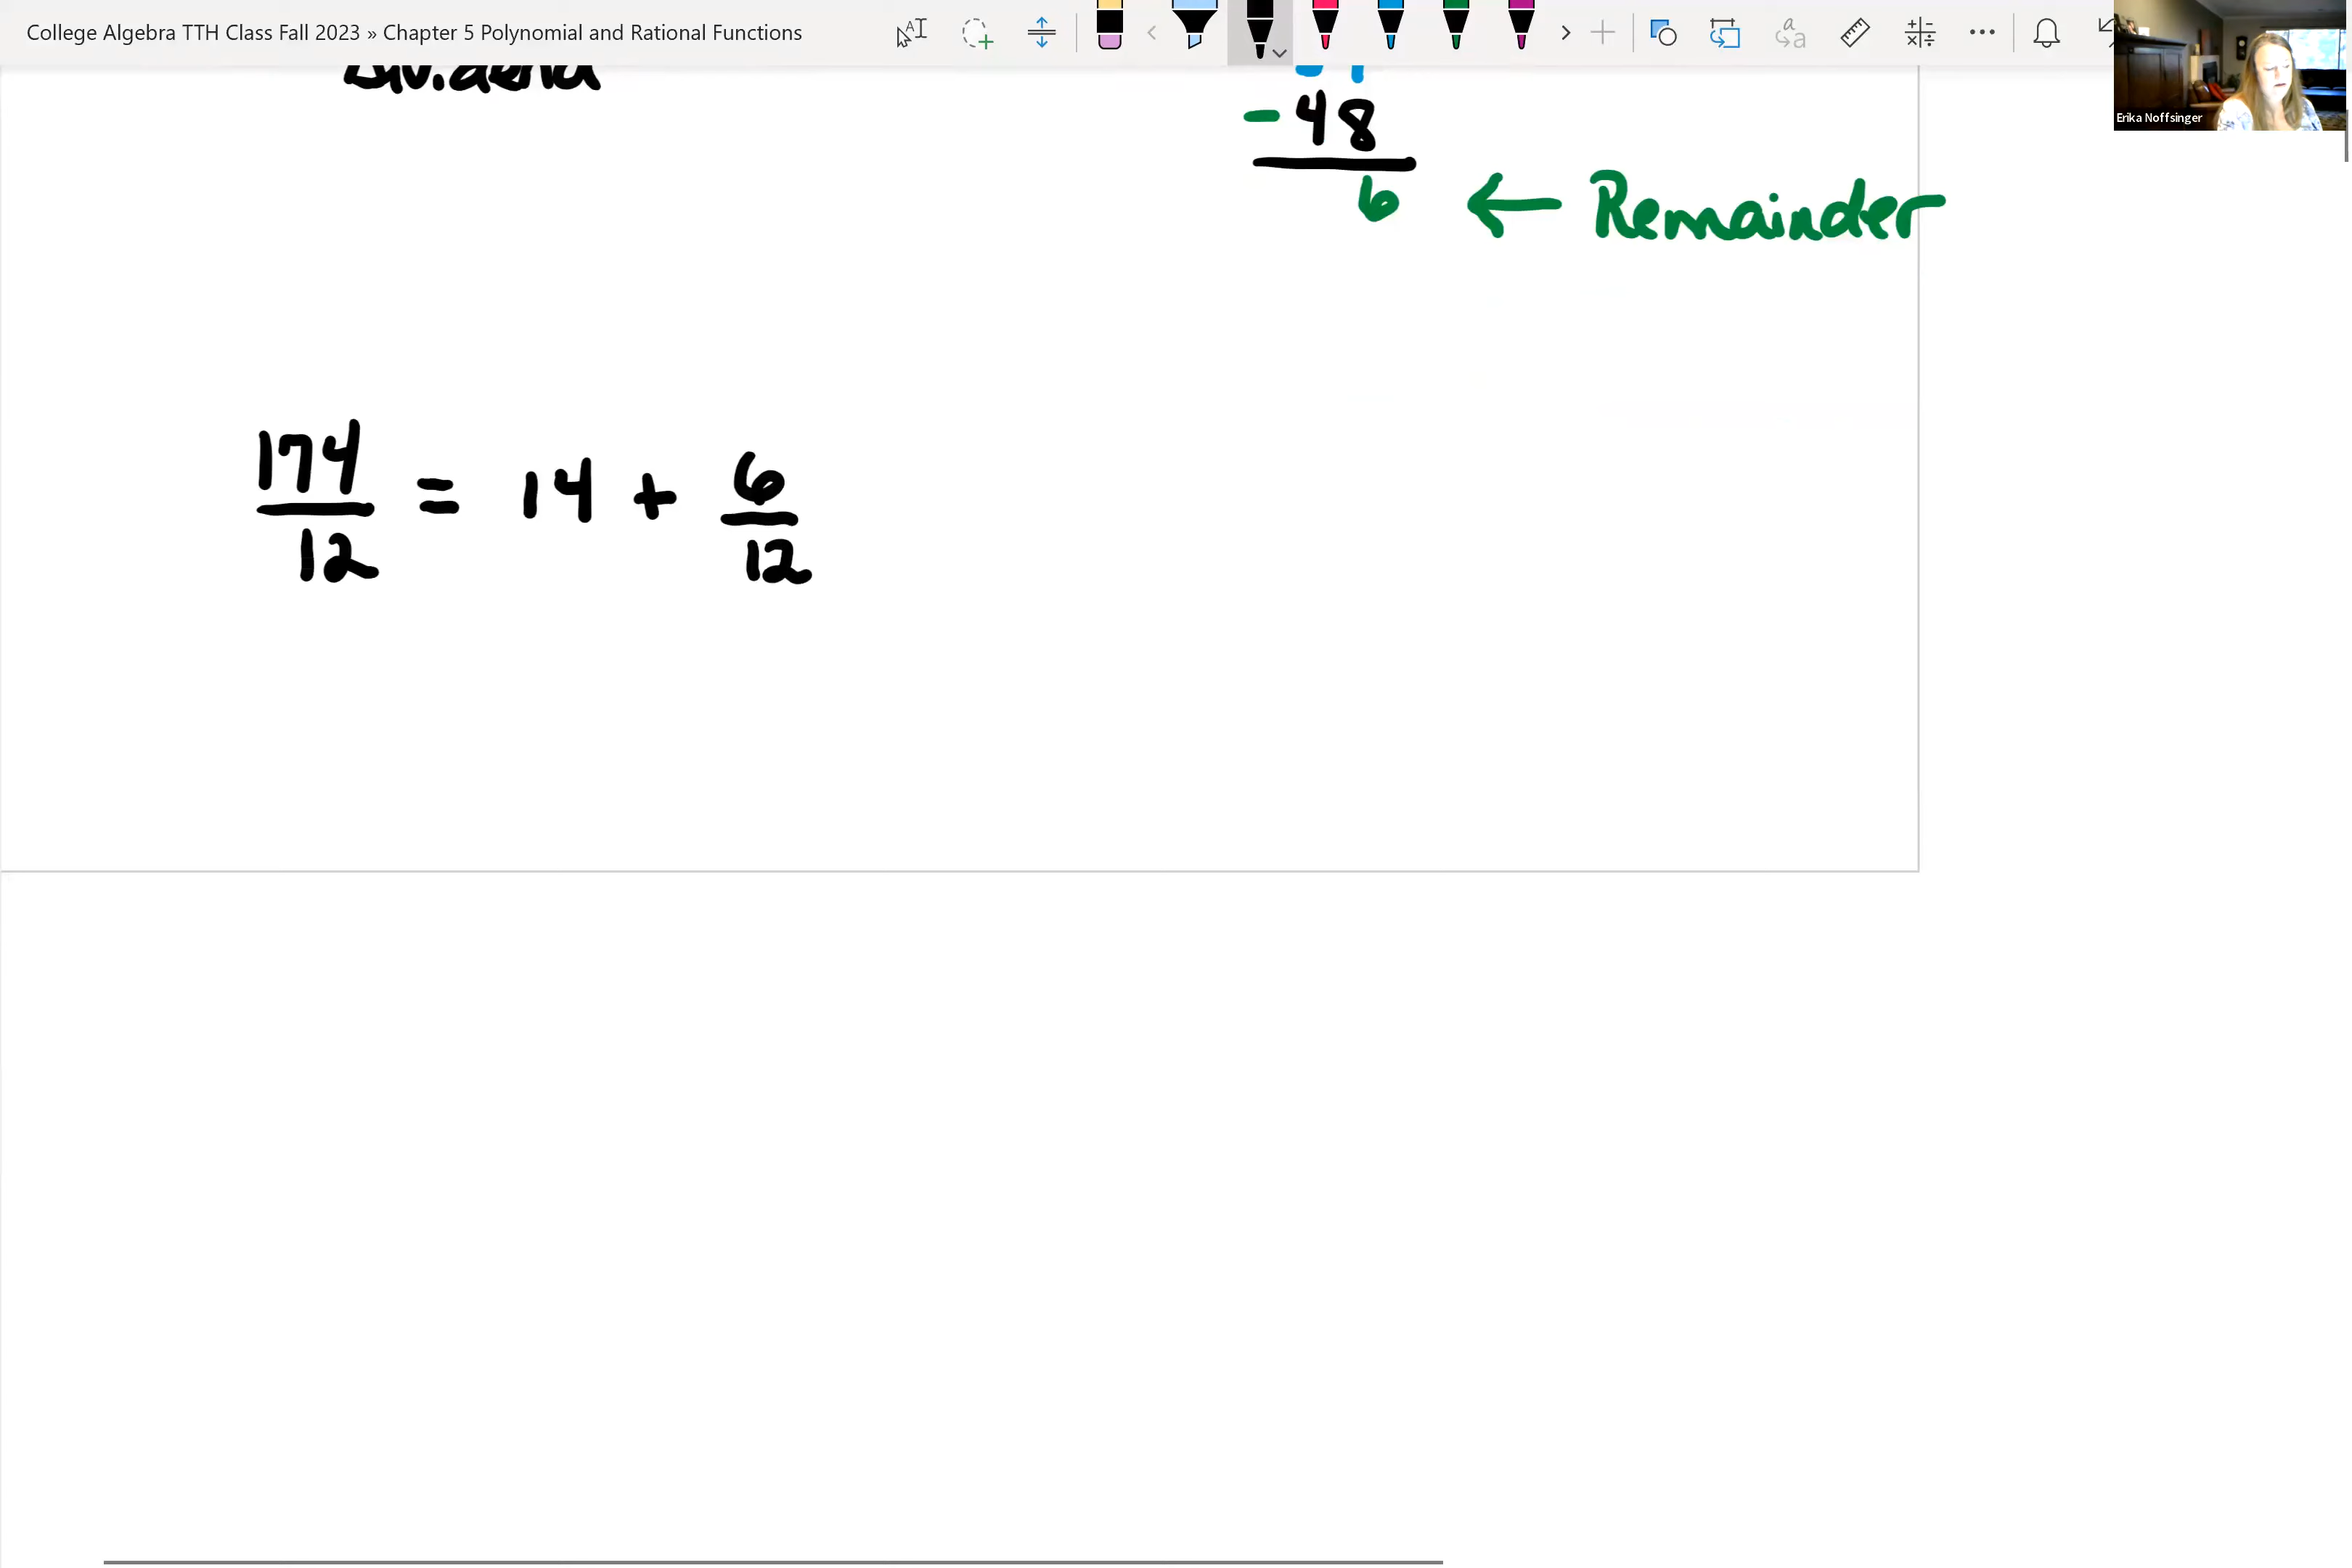 College Algebra TTH Class Fall 2023 » Chapter 5 Polynomial and Rational Functions
Erika Noffsinger
Dividend
- 48
6 ← Remainder
174/12 = 14 + 6/12